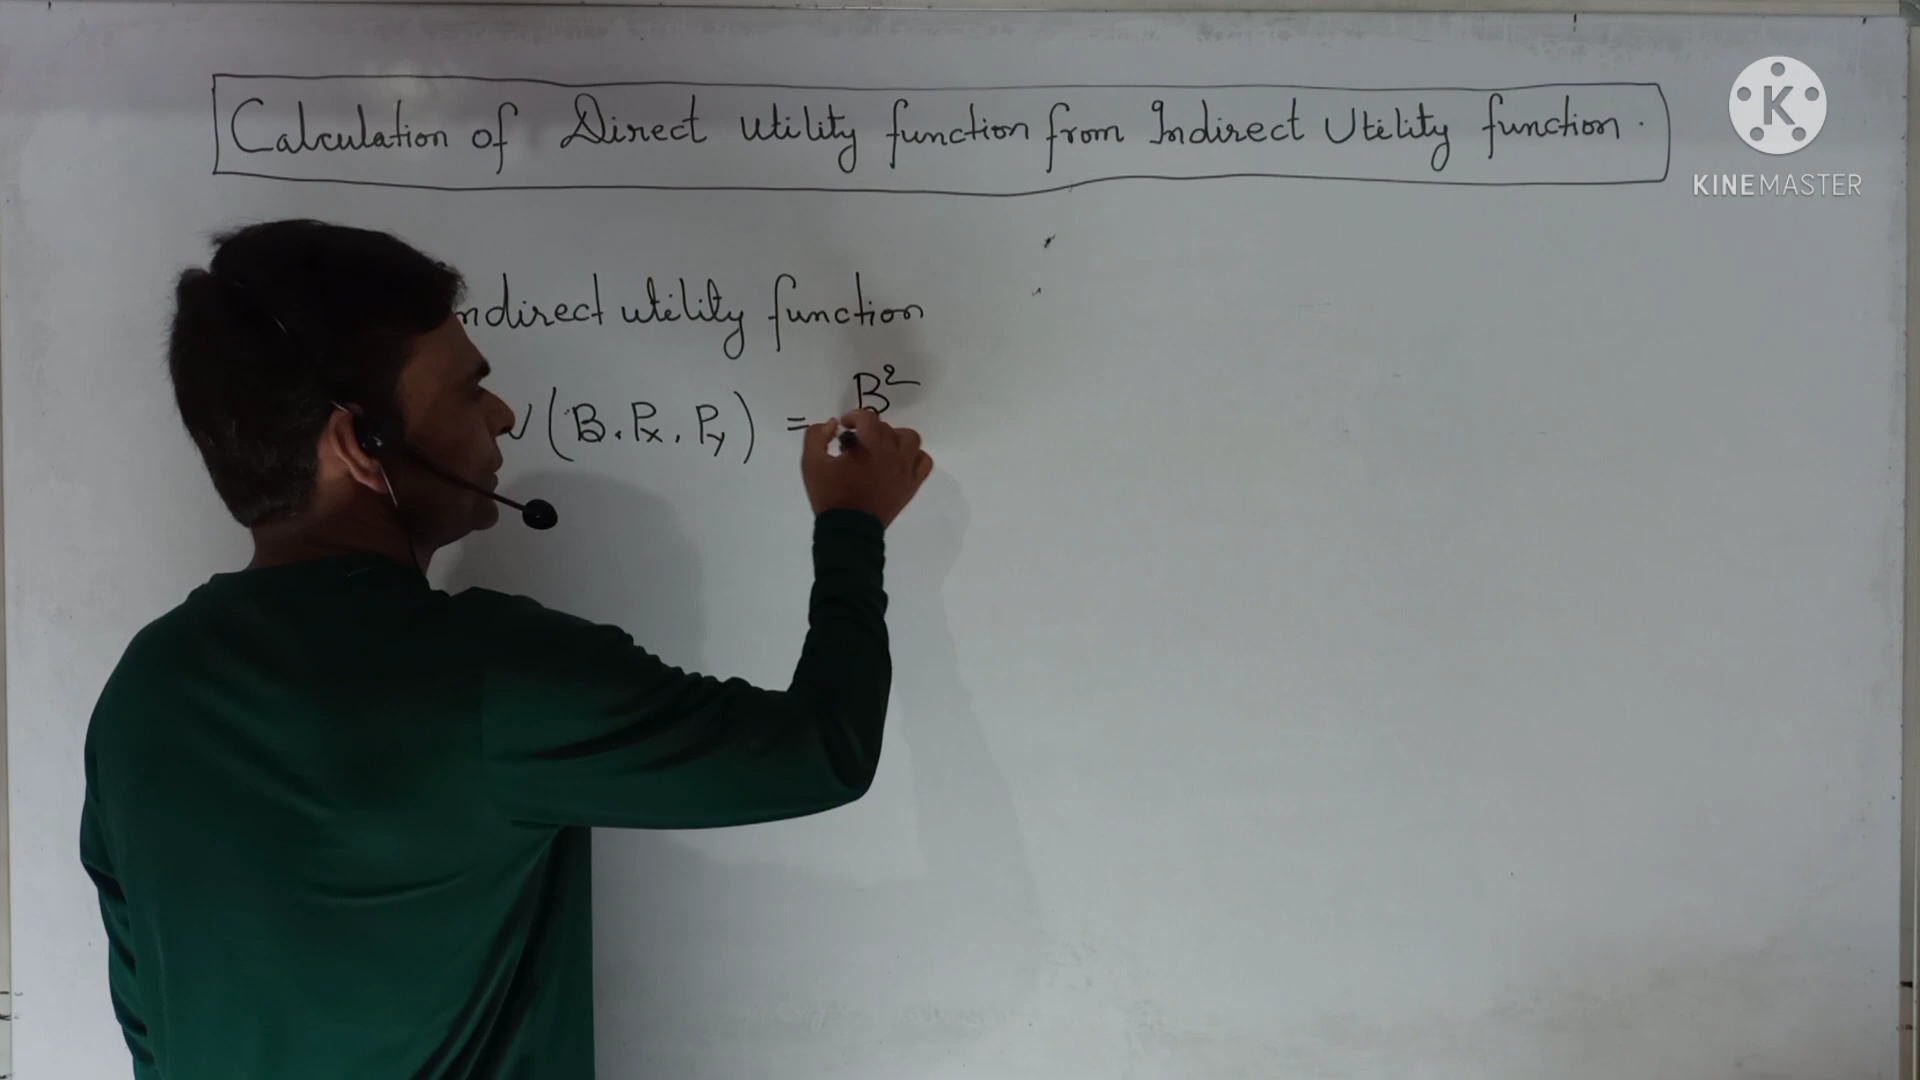 Calculation of Direct utility function from Indirect Utility function.
KINEMASTER
ndirect utility function
V (B. Px, Py) = B²